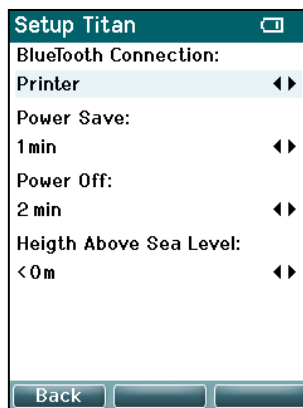 Setup Titan
BlueTooth Connection:
Printer
Power Save:
1 min
Power Off:
2 min
Heigth Above Sea Level:
<0m
Back